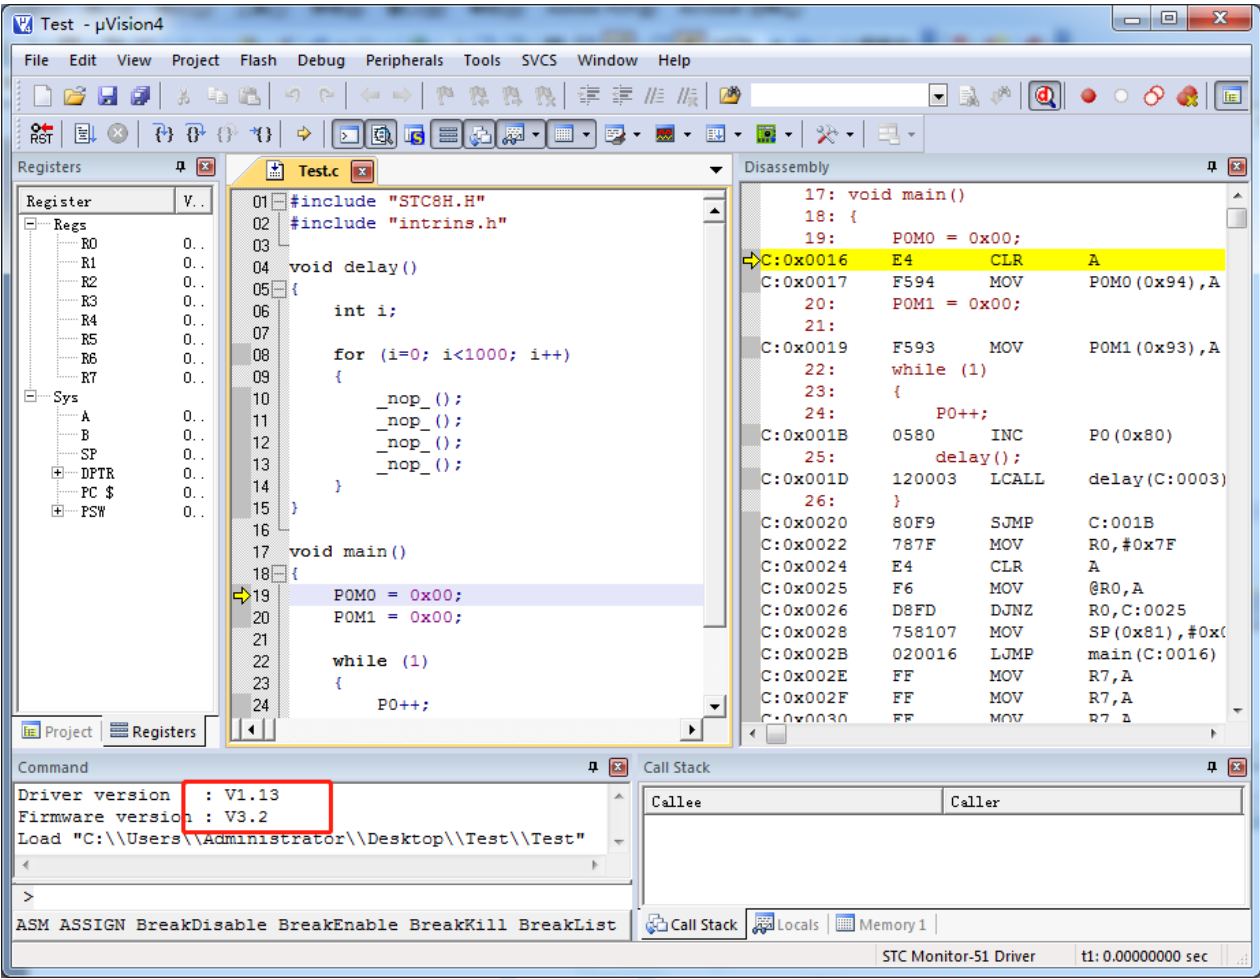 Test - µVision4
File Edit View Project Flash Debug Peripherals Tools SVCS Window Help
RST
Registers
Register V..
Regs
R0 0..
R1 0..
R2 0..
R3 0..
R4 0..
R5 0..
R6 0..
R7 0..
Sys
A 0..
B 0..
SP 0..
DPTR 0..
PC $ 0..
PSW 0..
Project Registers
Test.c
01 #include "STC8H.H"
02 #include "intrins.h"
03
04 void delay()
05 {
06 int i;
07
08 for (i=0; i<1000; i++)
09 {
10 _nop_();
11 _nop_();
12 _nop_();
13 _nop_();
14 }
15 }
16
17 void main()
18 {
19 P0M0 = 0x00;
20 P0M1 = 0x00;
21
22 while (1)
23 {
24 P0++;
Disassembly
17: void main()
18: {
19: P0M0 = 0x00;
C:0x0016 E4 CLR A
C:0x0017 F594 MOV P0M0(0x94),A
20: P0M1 = 0x00;
21:
C:0x0019 F593 MOV P0M1(0x93),A
22: while (1)
23: {
24: P0++;
C:0x001B 0580 INC P0(0x80)
25: delay();
C:0x001D 120003 LCALL delay(C:0003)
26: }
C:0x0020 80F9 SJMP C:001B
C:0x0022 787F MOV R0,#0x7F
C:0x0024 E4 CLR A
C:0x0025 F6 MOV @R0,A
C:0x0026 D8FD DJNZ R0,C:0025
C:0x0028 758107 MOV SP(0x81),#0x0
C:0x002B 020016 LJMP main(C:0016)
C:0x002E FF MOV R7,A
C:0x002F FF MOV R7,A
C:0x0030 FF MOV R7,A
Command
Driver version : V1.13
Firmware version : V3.2
Load "C:\\Users\\Administrator\\Desktop\\Test\\Test"
>
ASM ASSIGN BreakDisable BreakEnable BreakKill BreakList
Call Stack
Callee Caller
Call Stack Locals Memory 1
STC Monitor-51 Driver t1: 0.00000000 sec